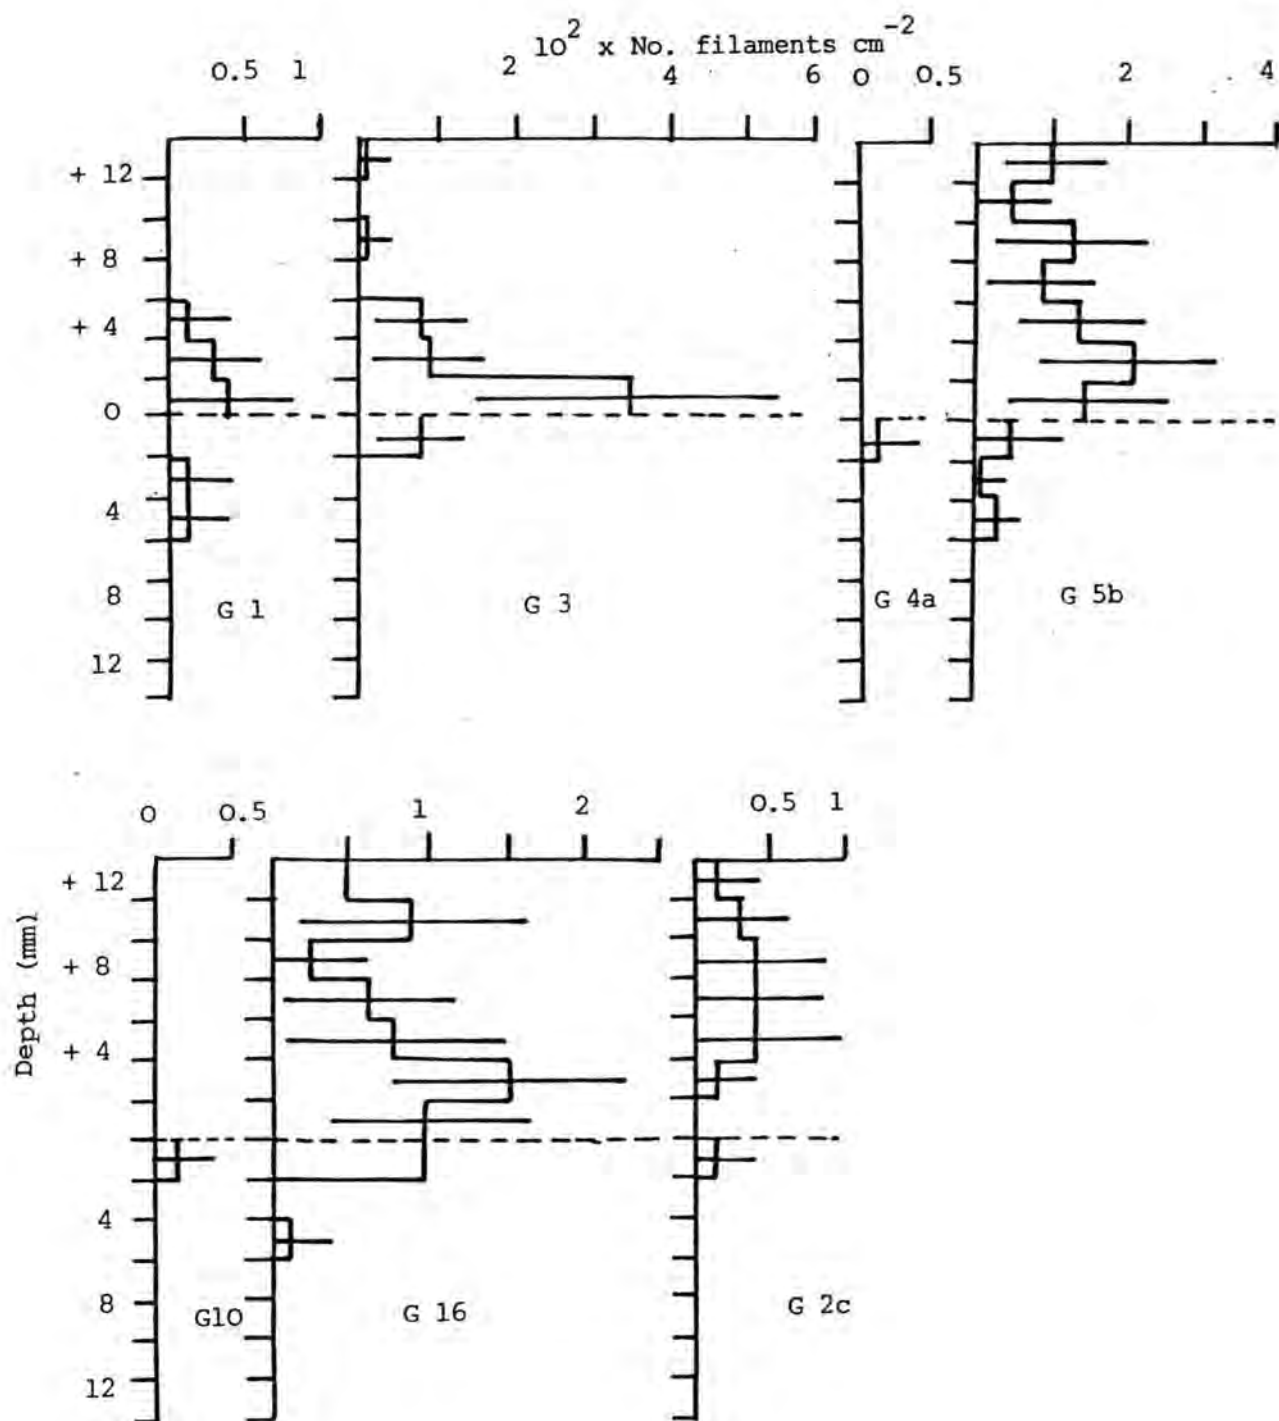 10² x No. filaments cm⁻²
0.5 1 2 4 6 0 0.5 2 4
+ 12
+ 8
+ 4
0
4
8
12
G 1
G 3
G 4a
G 5b
0 0.5 1 2 0.5 1
Depth (mm)
+ 12
+ 8
+ 4
4
8
12
G10
G 16
G 2c